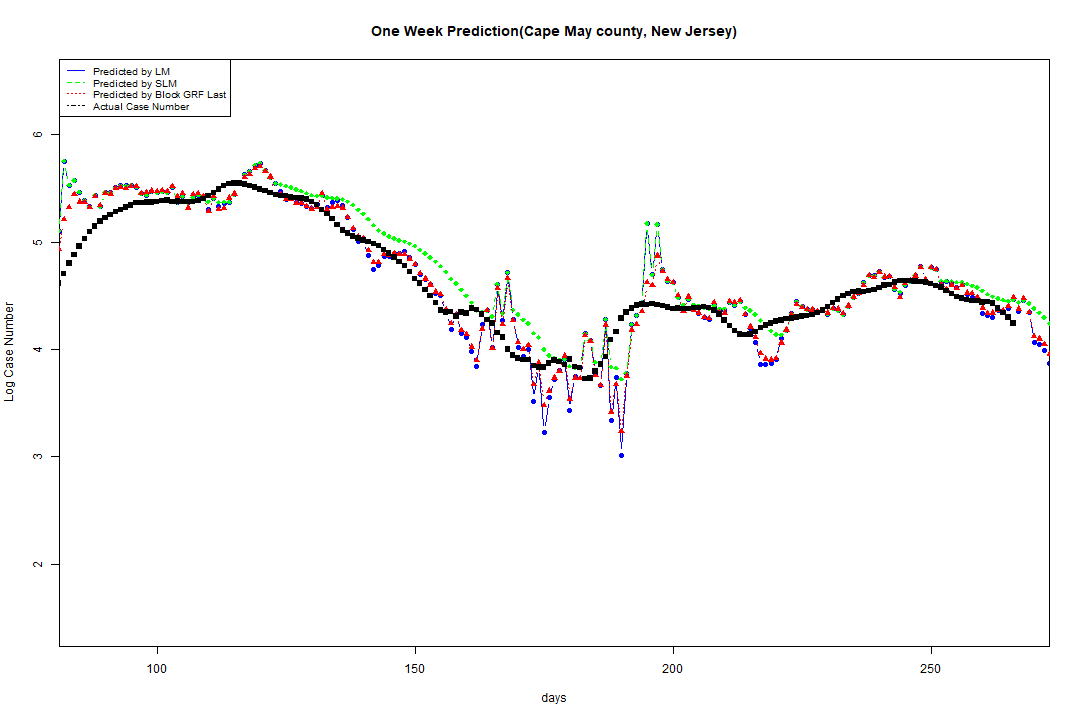 One Week Prediction(Cape May county, New Jersey)
Predicted by LM
Predicted by SLM
Predicted by Block GRF Last
Actual Case Number
6
5
4
3
2
Log Case Number
100 150 200 250
days